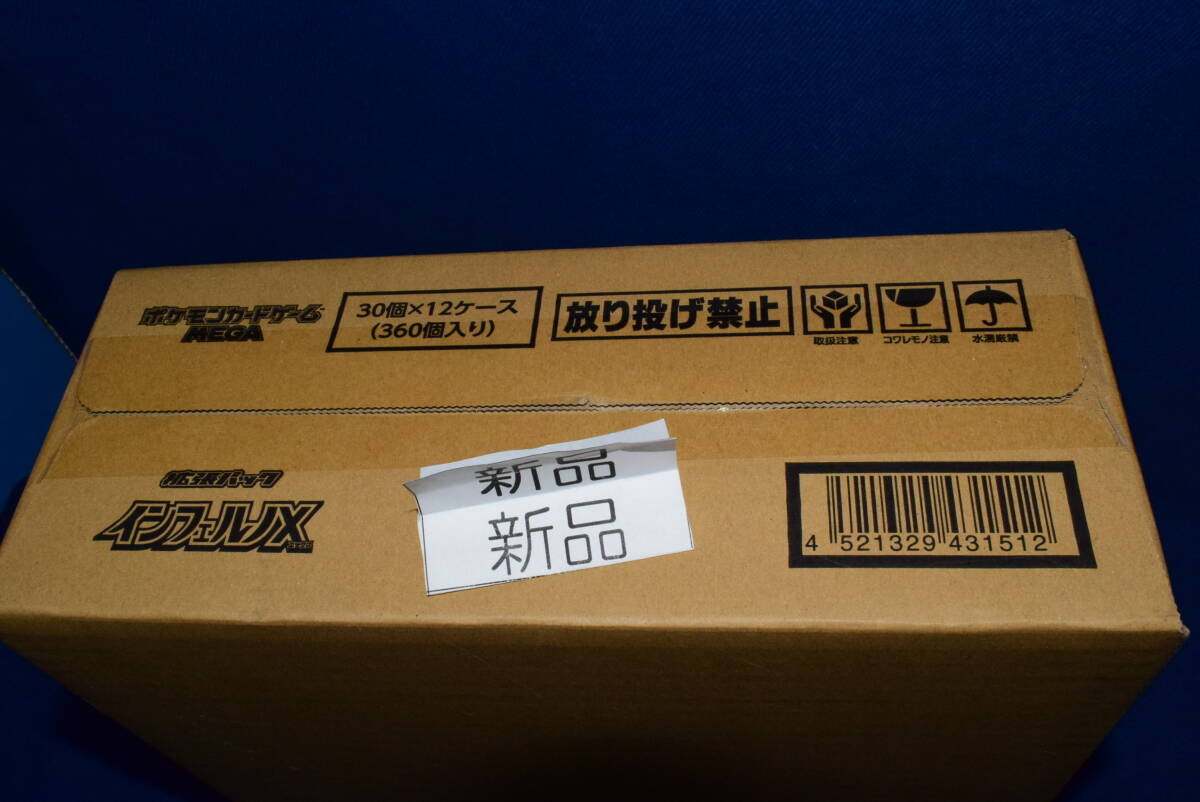 ポケモンカードゲーム
MEGA
30個×12ケース
(360個入り)
放り投げ禁止
取扱注意
コワレモノ注意
水濡厳禁
拡張パック
インフェルノX
新品
新品
4 521329 431512